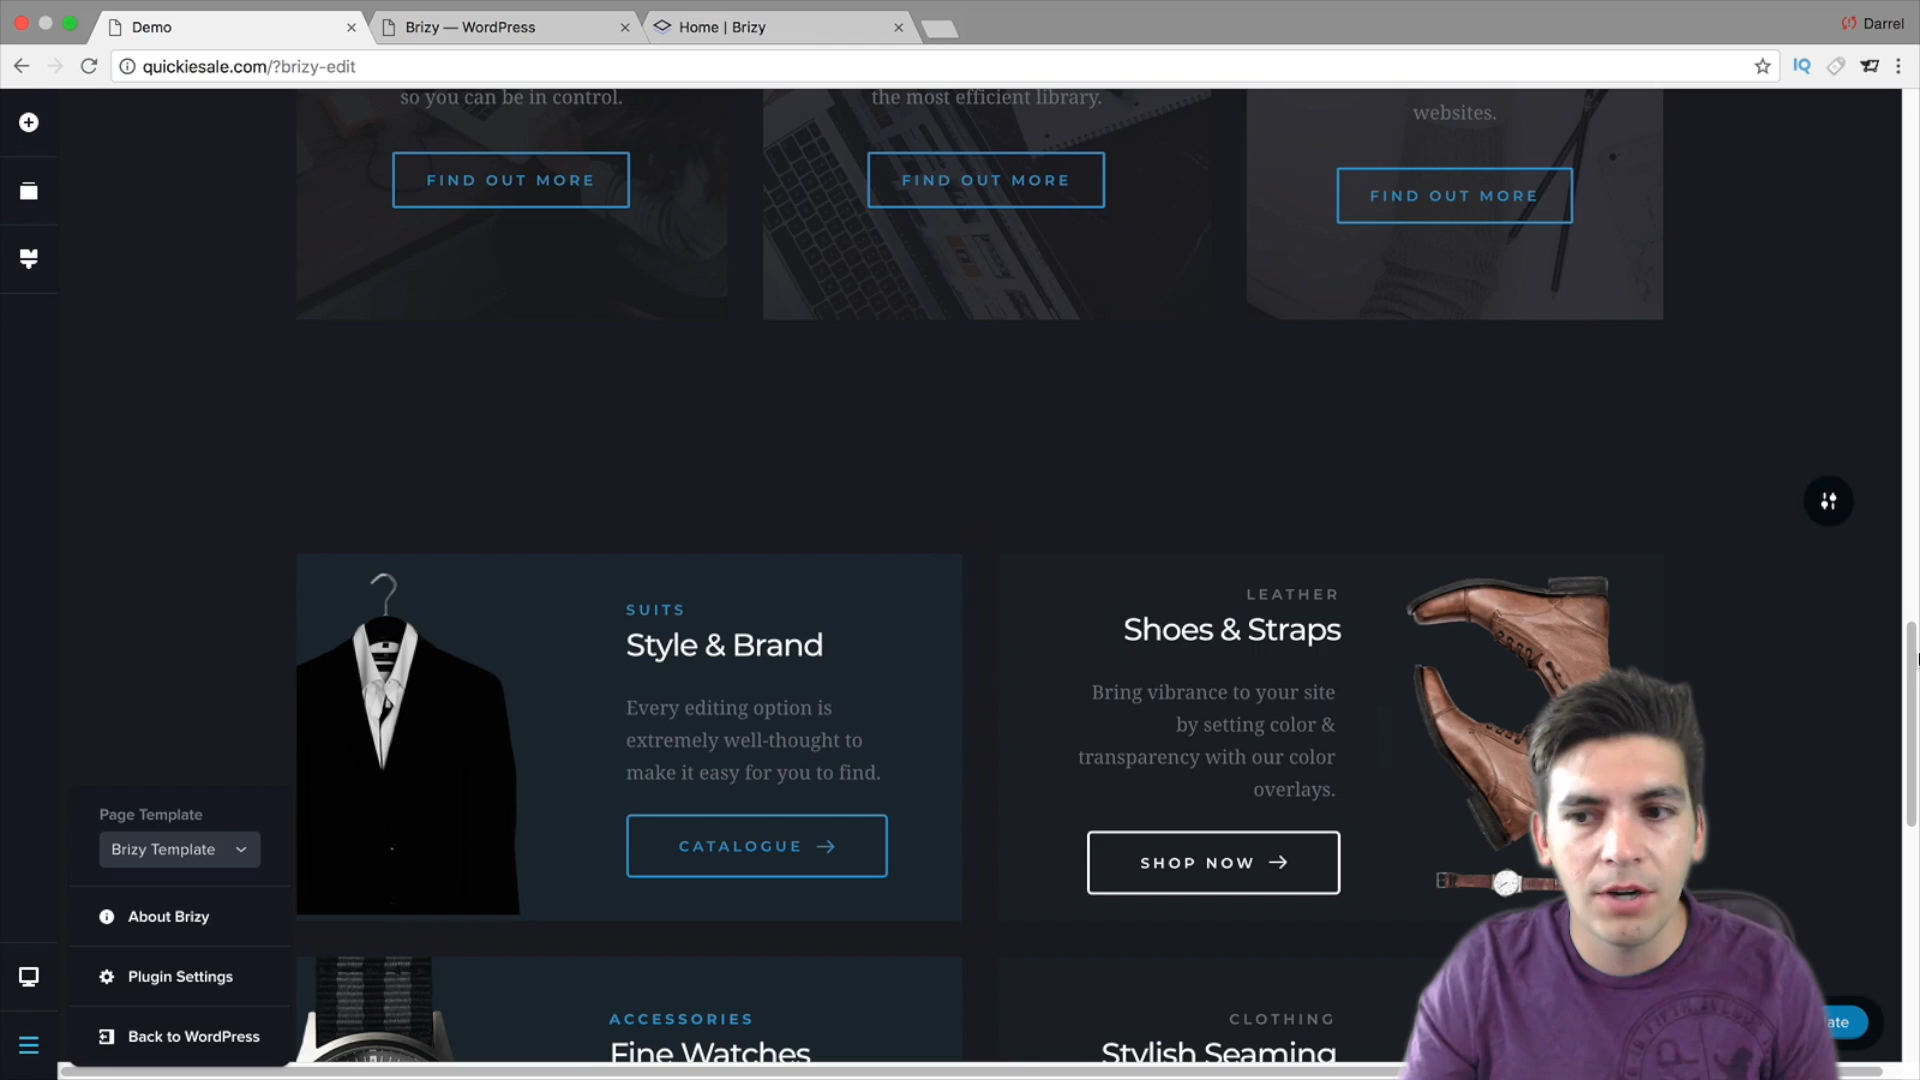 Demo
Brizy — WordPress
Home | Brizy
Darrel
quickiesale.com/?brizy-edit
IQ
so you can be in control.
the most efficient library.
websites.
FIND OUT MORE
FIND OUT MORE
FIND OUT MORE
SUITS
Style & Brand
Every editing option is
extremely well-thought to
make it easy for you to find.
CATALOGUE →
LEATHER
Shoes & Straps
Bring vibrance to your site
by setting color &
transparency with our color
overlays.
SHOP NOW →
Page Template
Brizy Template
About Brizy
Plugin Settings
Back to WordPress
ACCESSORIES
Fine Watches
CLOTHING
Stylish Seaming